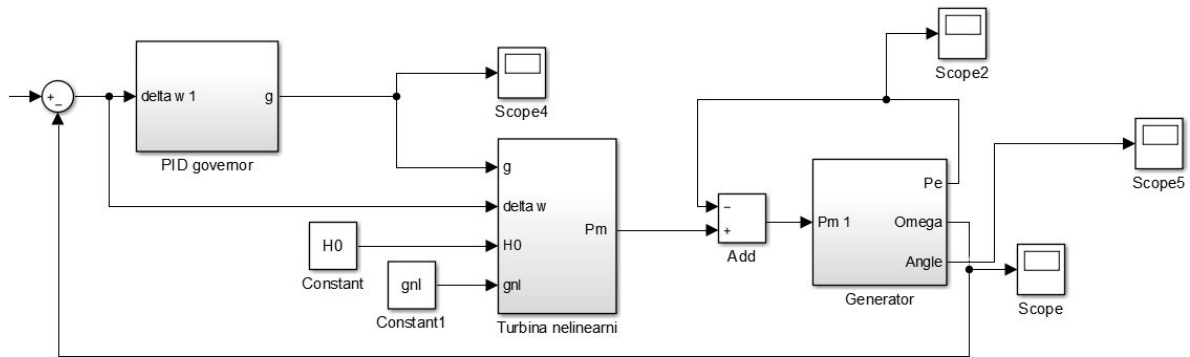 Scope2
delta w 1
g
PID governor
Scope4
Scope5
g
delta w
H0
gnl
Pm
Turbina nelinearni
H0
Constant
gnl
Constant1
Add
Pm 1
Pe
Omega
Angle
Generator
Scope